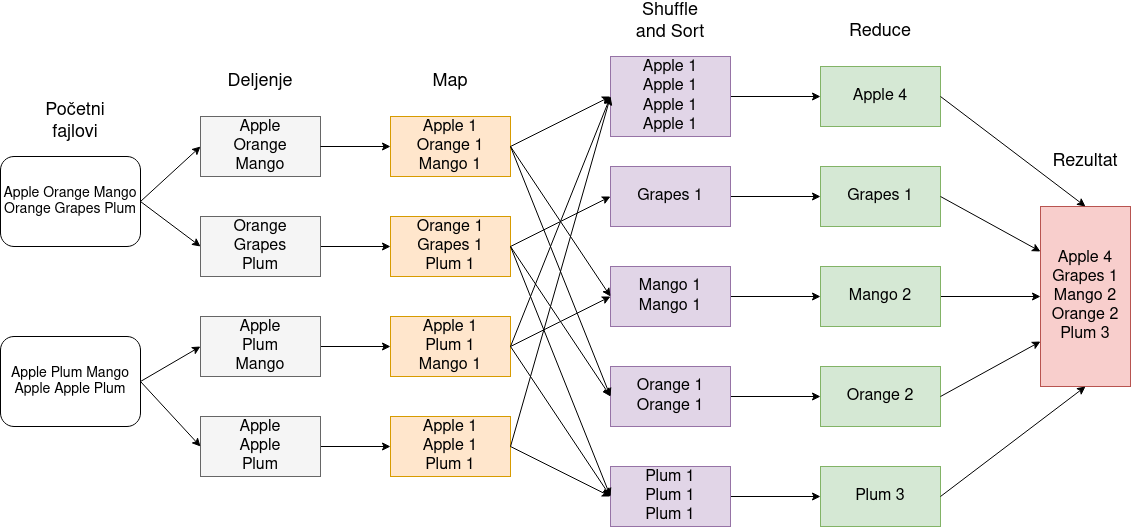 Početni
fajlovi
Apple Orange Mango
Orange Grapes Plum
Apple Plum Mango
Apple Apple Plum
Deljenje
Apple
Orange
Mango
Orange
Grapes
Plum
Apple
Plum
Mango
Apple
Apple
Plum
Map
Apple 1
Orange 1
Mango 1
Orange 1
Grapes 1
Plum 1
Apple 1
Plum 1
Mango 1
Apple 1
Apple 1
Plum 1
Shuffle
and Sort
Apple 1
Apple 1
Apple 1
Apple 1
Grapes 1
Mango 1
Mango 1
Orange 1
Orange 1
Plum 1
Plum 1
Plum 1
Reduce
Apple 4
Grapes 1
Mango 2
Orange 2
Plum 3
Rezultat
Apple 4
Grapes 1
Mango 2
Orange 2
Plum 3